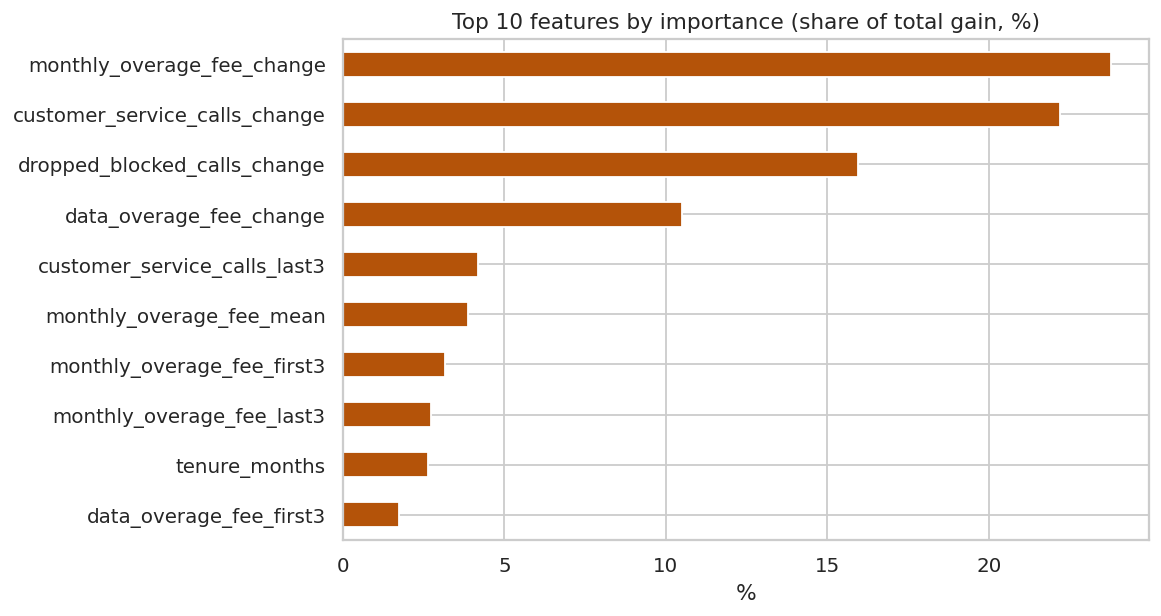 Top 10 features by importance (share of total gain, %)
monthly_overage_fee_change
customer_service_calls_change
dropped_blocked_calls_change
data_overage_fee_change
customer_service_calls_last3
monthly_overage_fee_mean
monthly_overage_fee_first3
monthly_overage_fee_last3
tenure_months
data_overage_fee_first3
0 5 10 15 20
%